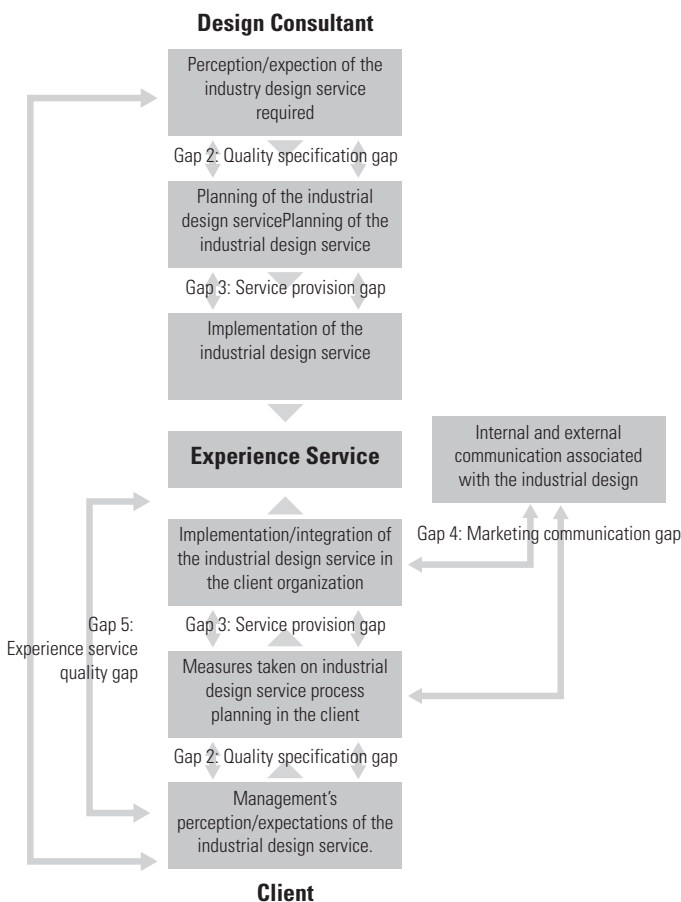 Design Consultant
Perception/expection of the
industry design service
required
Gap 2: Quality specification gap
Planning of the industrial
design servicePlanning of the
industrial design service
Gap 3: Service provision gap
Implementation of the
industrial design service
Experience Service
Internal and external
communication associated
with the industrial design
Gap 4: Marketing communication gap
Implementation/integration of
the industrial design service in
the client organization
Gap 5:
Experience service
quality gap
Gap 3: Service provision gap
Measures taken on industrial
design service process
planning in the client
Gap 2: Quality specification gap
Management's
perception/expectations of the
industrial design service.
Client